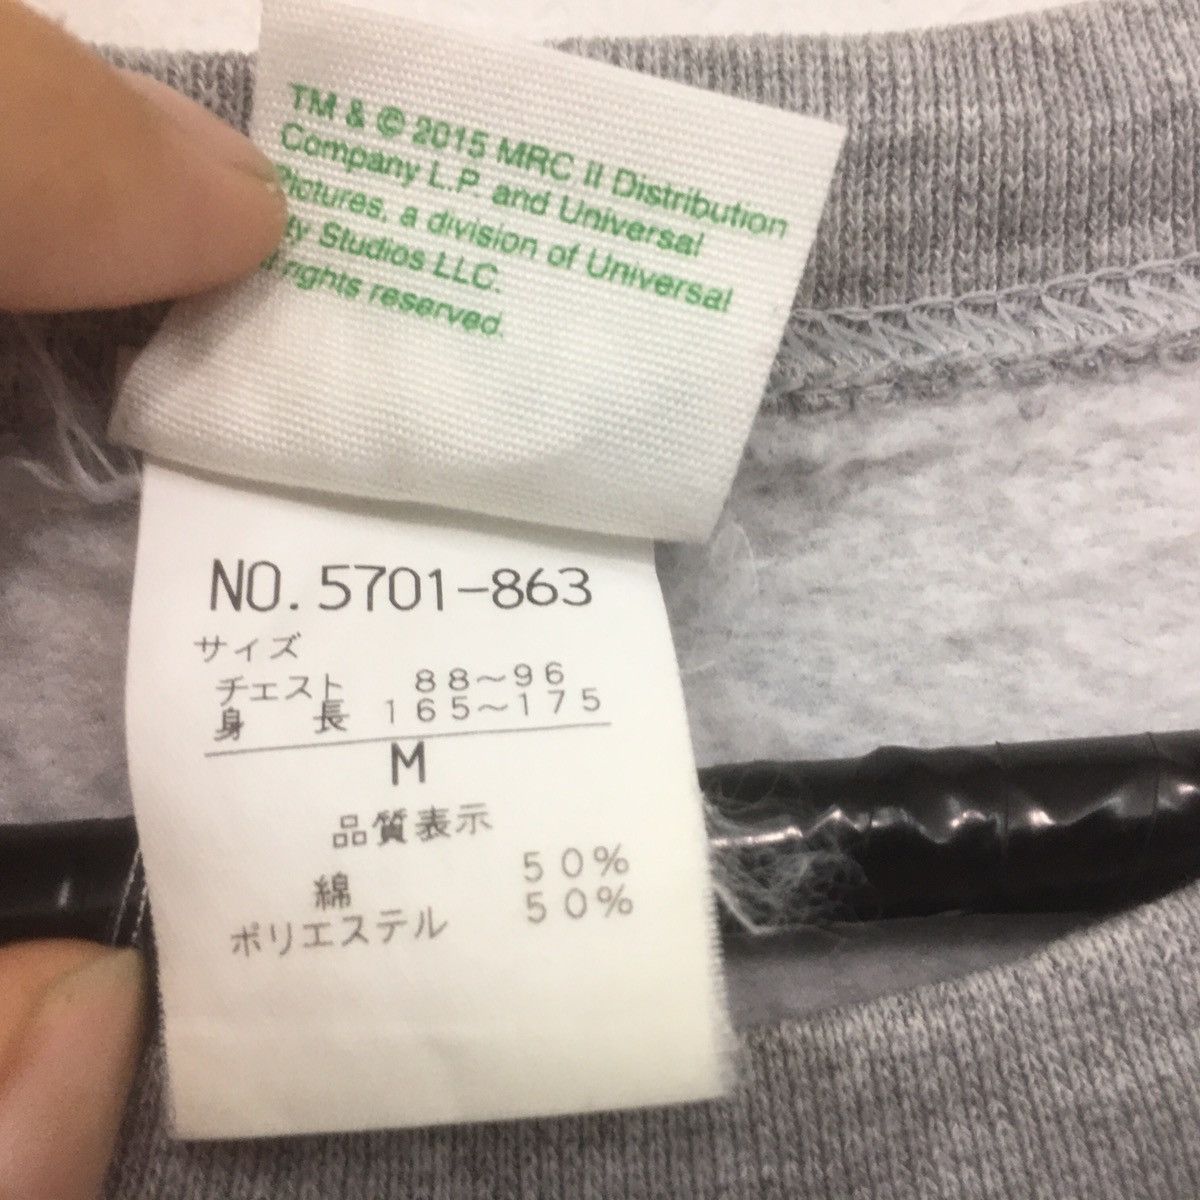 TM & © 2015 MRC II Distribution
Company L.P. and Universal
Pictures, a division of Universal
ty Studios LLC.
rights reserved.
NO. 5701-863
サイズ
チェスト 88~96
身長 165~175
M
品質表示
綿 50%
ポリエステル 50%